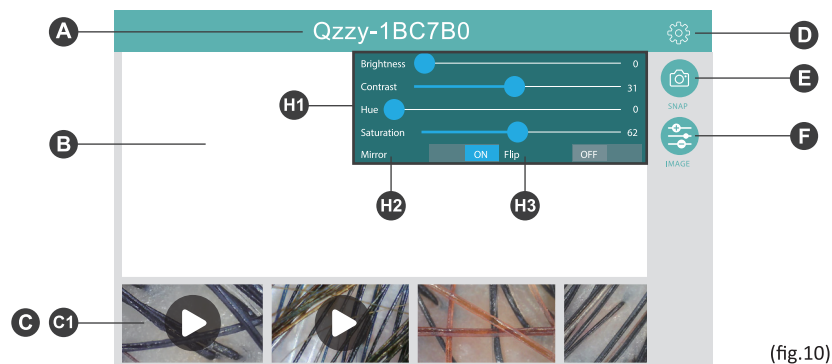 A
Qzzy-1BC7B0
D
Brightness 0
Contrast 31
H1
Hue 0
Saturation 62
Mirror ON Flip OFF
E
SNAP
F
IMAGE
B
H2
H3
C C1
(fig.10)